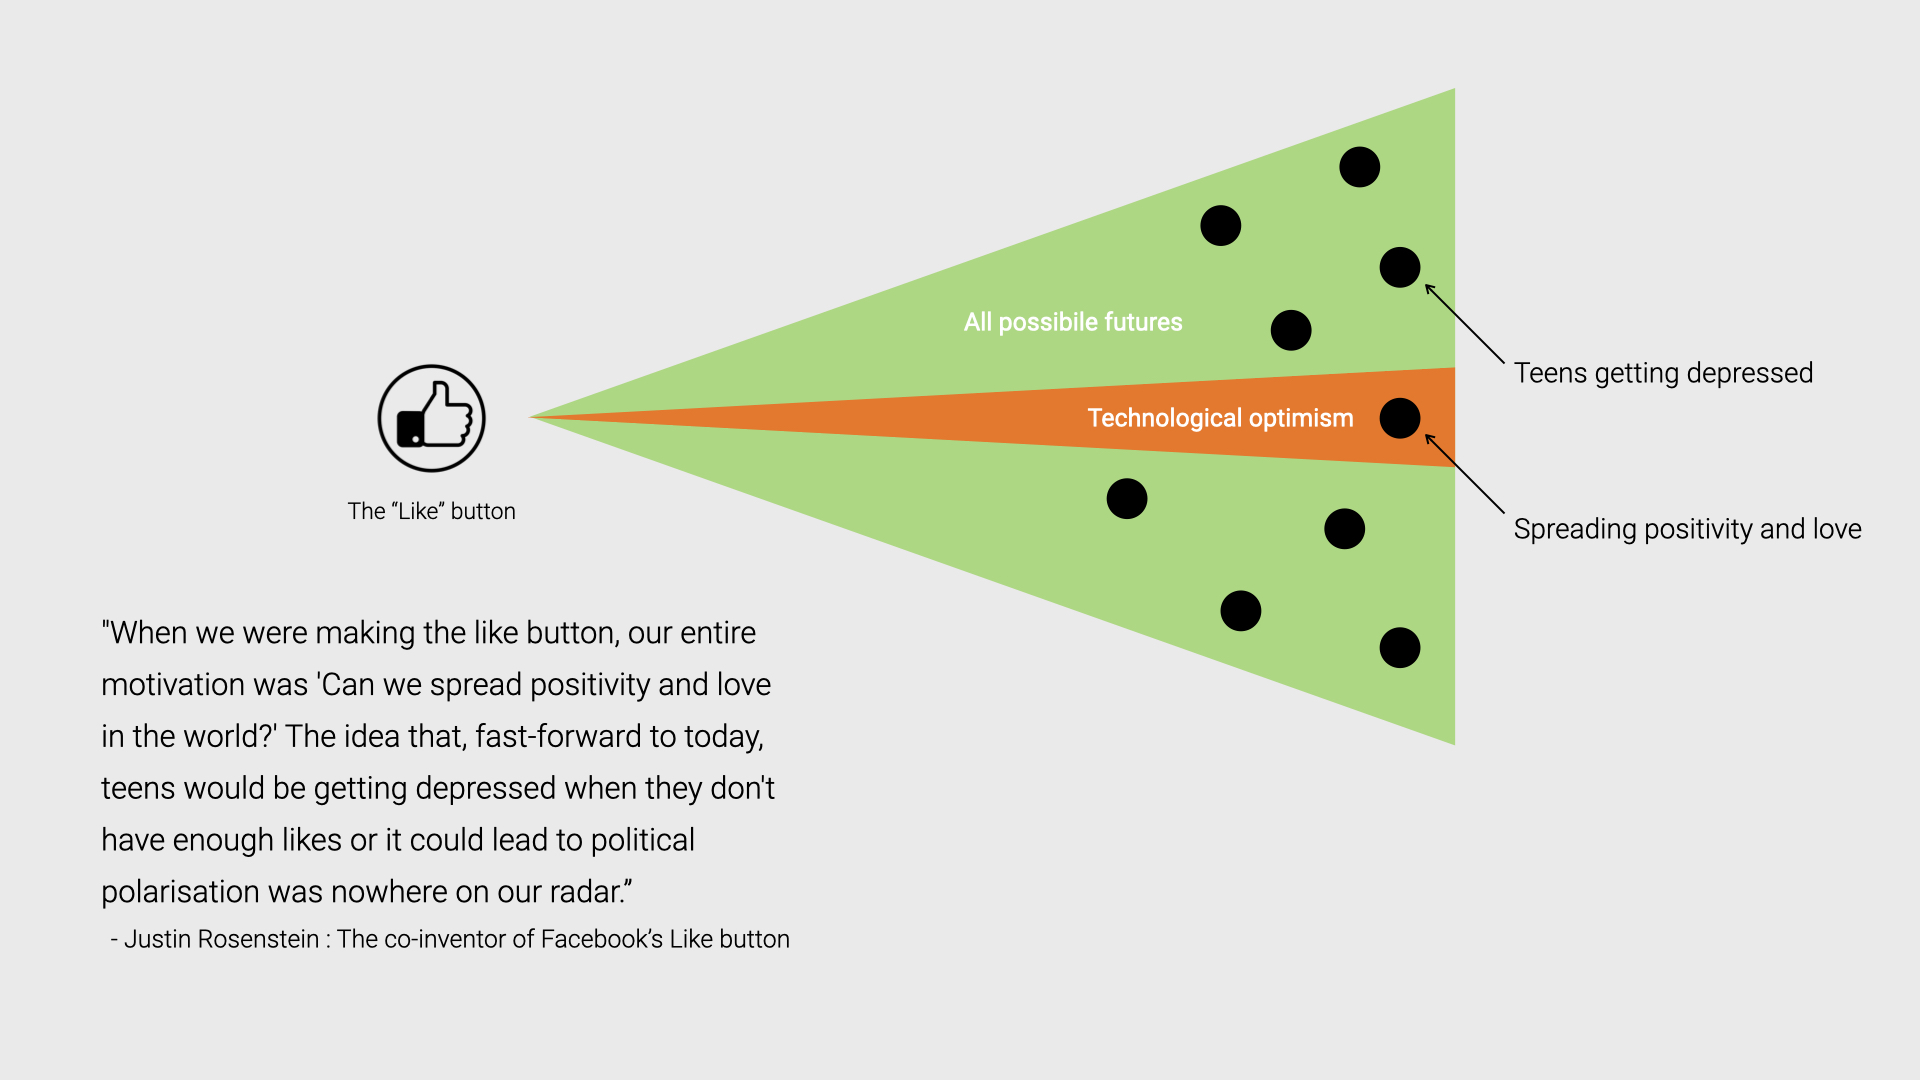 All possibile futures
Teens getting depressed
Technological optimism
The “Like” button
Spreading positivity and love
"When we were making the like button, our entire
motivation was 'Can we spread positivity and love
in the world?' The idea that, fast-forward to today,
teens would be getting depressed when they don't
have enough likes or it could lead to political
polarisation was nowhere on our radar.”
- Justin Rosenstein : The co-inventor of Facebook’s Like button